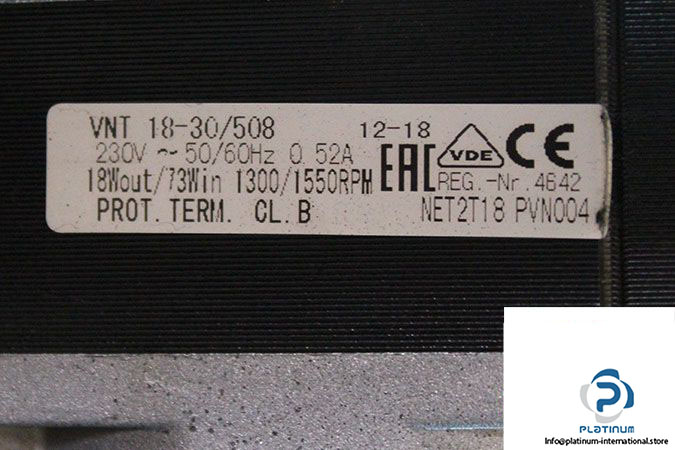 VNT 18-30/508 12-18
230V ~ 50/60Hz 0.52A
18Wout/73Win 1300/1550RPM
PROT. TERM. CL. B
EAC VDE CE
REG.-Nr. 4642
NET2T18 PVN004
PLATINUM
Info@platinum-international.store